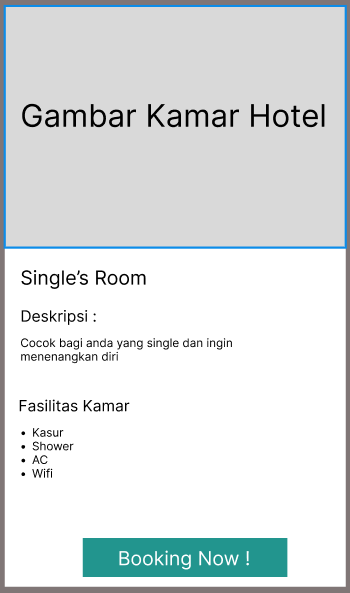 Gambar Kamar Hotel
Single’s Room
Deskripsi :
Cocok bagi anda yang single dan ingin
menenangkan diri
Fasilitas Kamar
• Kasur
• Shower
• AC
• Wifi
Booking Now !